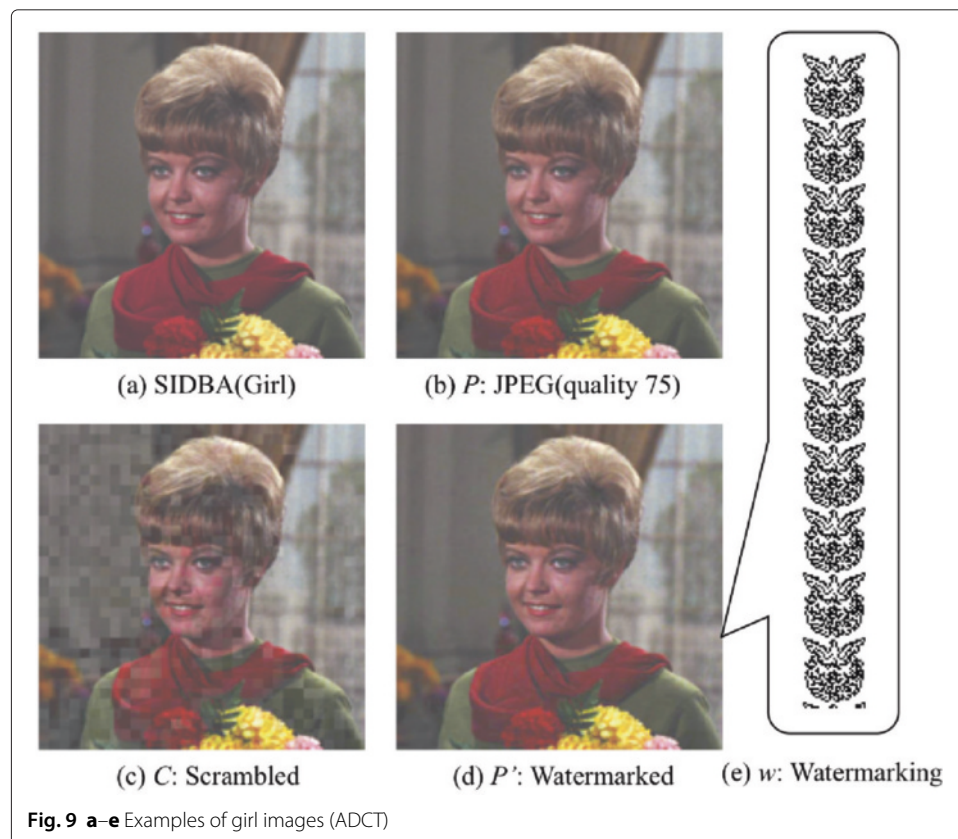 (a) SIDBA(Girl)
(b) P: JPEG(quality 75)
(c) C: Scrambled
(d) P': Watermarked
(e) w: Watermarking
Fig. 9 a–e Examples of girl images (ADCT)